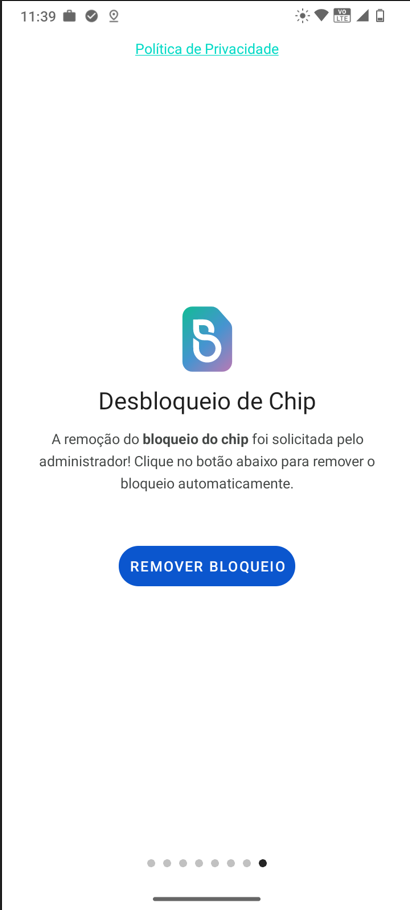 11:39
VO
LTE
Política de Privacidade
Desbloqueio de Chip
A remoção do bloqueio do chip foi solicitada pelo
administrador! Clique no botão abaixo para remover o
bloqueio automaticamente.
REMOVER BLOQUEIO